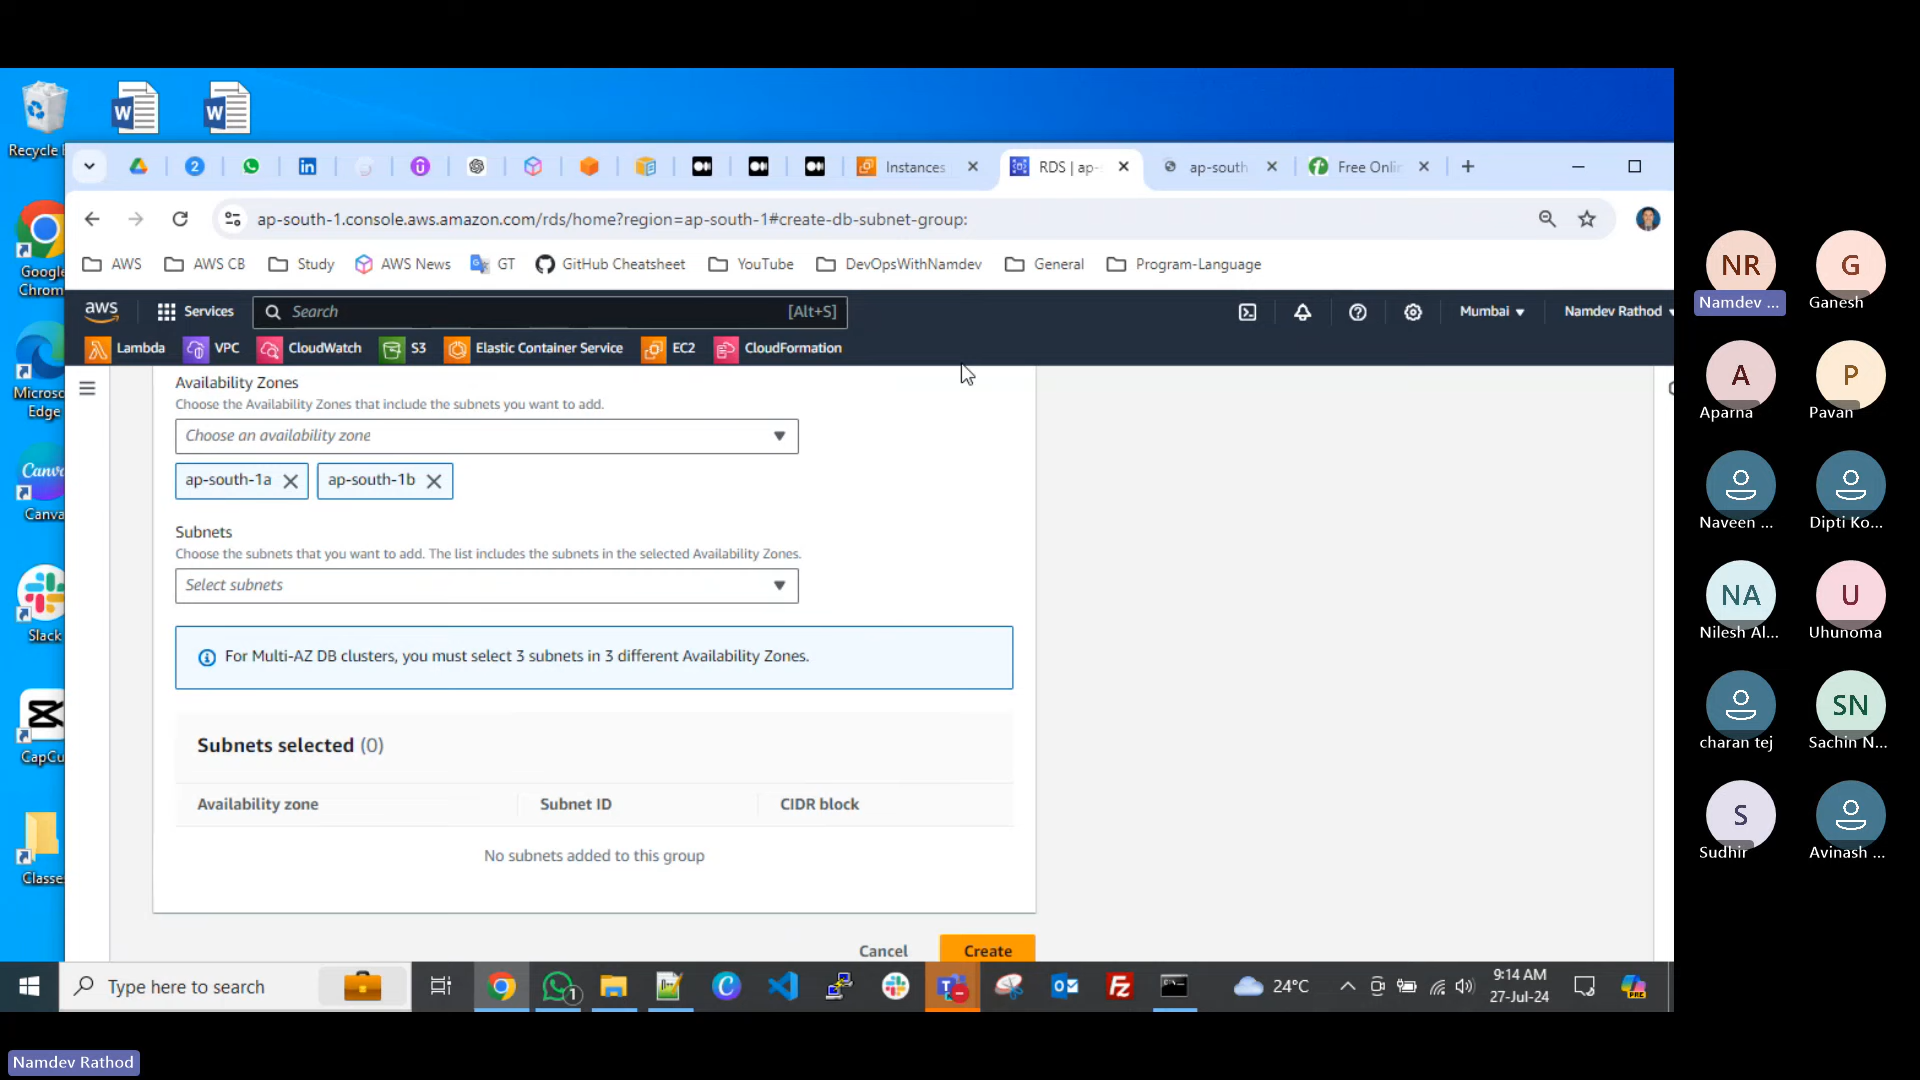 Recycle
Instances
RDS | ap-
ap-south
Free Onlin
ap-south-1.console.aws.amazon.com/rds/home?region=ap-south-1#create-db-subnet-group:
AWS
AWS CB
Study
AWS News
GT
GitHub Cheatsheet
YouTube
DevOpsWithNamdev
General
Program-Language
aws
Services
Search
[Alt+S]
Mumbai
Namdev Rathod
Lambda
VPC
CloudWatch
S3
Elastic Container Service
EC2
CloudFormation
Google
Chrom
Microso
Edge
Canva
Canva
Slack
CapCu
Classe
Availability Zones
Choose the Availability Zones that include the subnets you want to add.
Choose an availability zone
ap-south-1a
ap-south-1b
Subnets
Choose the subnets that you want to add. The list includes the subnets in the selected Availability Zones.
Select subnets
For Multi-AZ DB clusters, you must select 3 subnets in 3 different Availability Zones.
Subnets selected (0)
Availability zone
Subnet ID
CIDR block
No subnets added to this group
Cancel
Create
Type here to search
1
24°C
9:14 AM
27-Jul-24
PRE
NR
Namdev ...
G
Ganesh
A
Aparna
P
Pavan
Naveen ...
Dipti Ko...
NA
Nilesh Al...
U
Uhunoma
charan tej
SN
Sachin N...
S
Sudhir
Avinash ...
Namdev Rathod